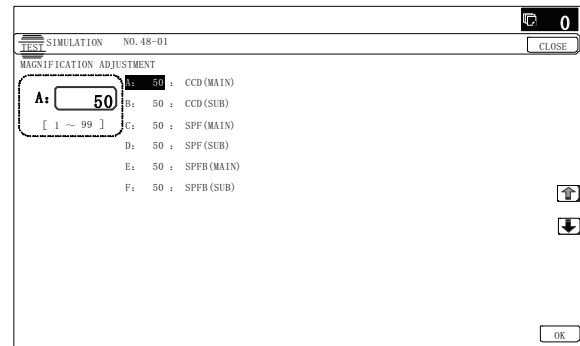 0
TEST SIMULATION NO.48-01
CLOSE
MAGNIFICATION ADJUSTMENT
A: 50
[ 1 ~ 99 ]
A: 50 : CCD(MAIN)
B: 50 : CCD(SUB)
C: 50 : SPF(MAIN)
D: 50 : SPF(SUB)
E: 50 : SPFB(MAIN)
F: 50 : SPFB(SUB)
OK